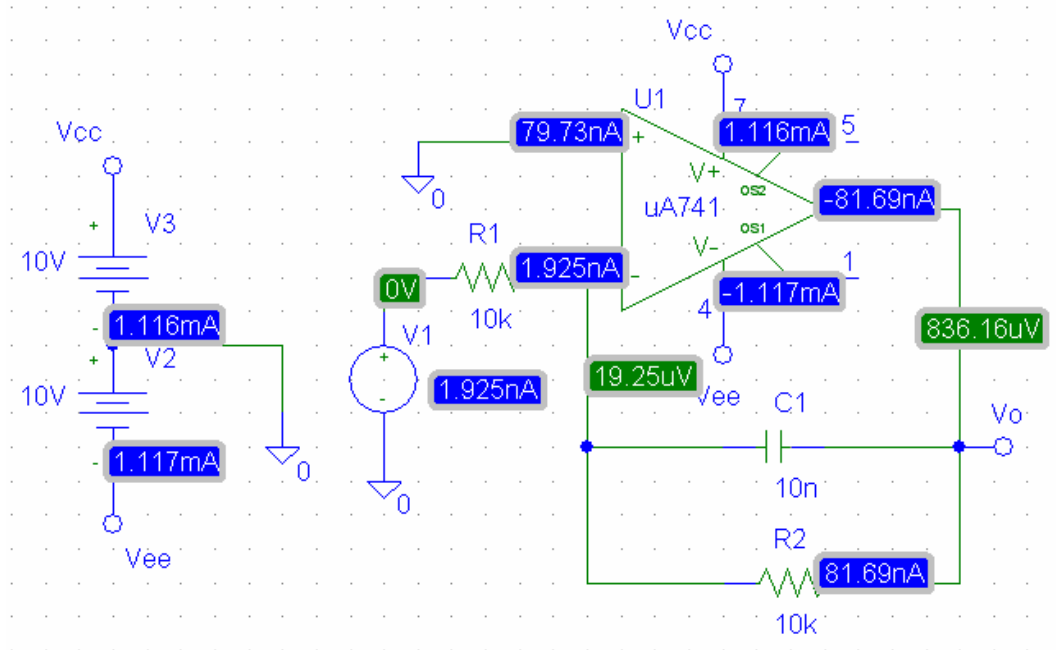 Vcc
Vcc
U1
7
79.73nA
+
1.116mA
5
V+
OS2
-81.69nA
uA741
OS1
V-
+
V3
10V
0
R1
1.925nA
-
1
0V
10k
-1.117mA
4
-
1.116mA
V1
836.16uV
+
V2
+
-
1.925nA
19.25uV
Vee
10V
C1
Vo
-
1.117mA
0
0
10n
Vee
R2
81.69nA
10k